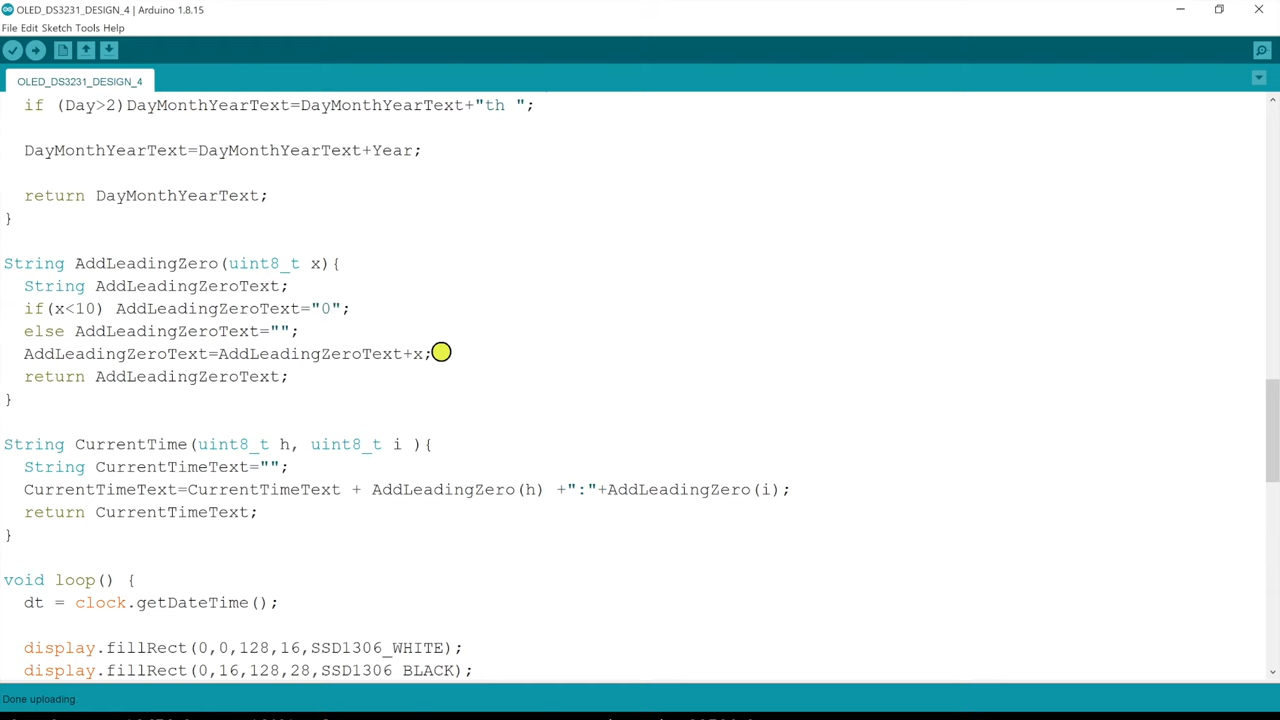 OLED_DS3231_DESIGN_4 | Arduino 1.8.15
File Edit Sketch Tools Help
OLED_DS3231_DESIGN_4
if (Day>2)DayMonthYearText=DayMonthYearText+"th ";
DayMonthYearText=DayMonthYearText+Year;
return DayMonthYearText;
}
String AddLeadingZero(uint8_t x){
String AddLeadingZeroText;
if(x<10) AddLeadingZeroText="0";
else AddLeadingZeroText="";
AddLeadingZeroText=AddLeadingZeroText+x;
return AddLeadingZeroText;
}
String CurrentTime(uint8_t h, uint8_t i ){
String CurrentTimeText="";
CurrentTimeText=CurrentTimeText + AddLeadingZero(h) +":"+AddLeadingZero(i);
return CurrentTimeText;
}
void loop() {
dt = clock.getDateTime();
display.fillRect(0,0,128,16,SSD1306_WHITE);
display.fillRect(0,16,128,28,SSD1306_BLACK);
Done uploading.